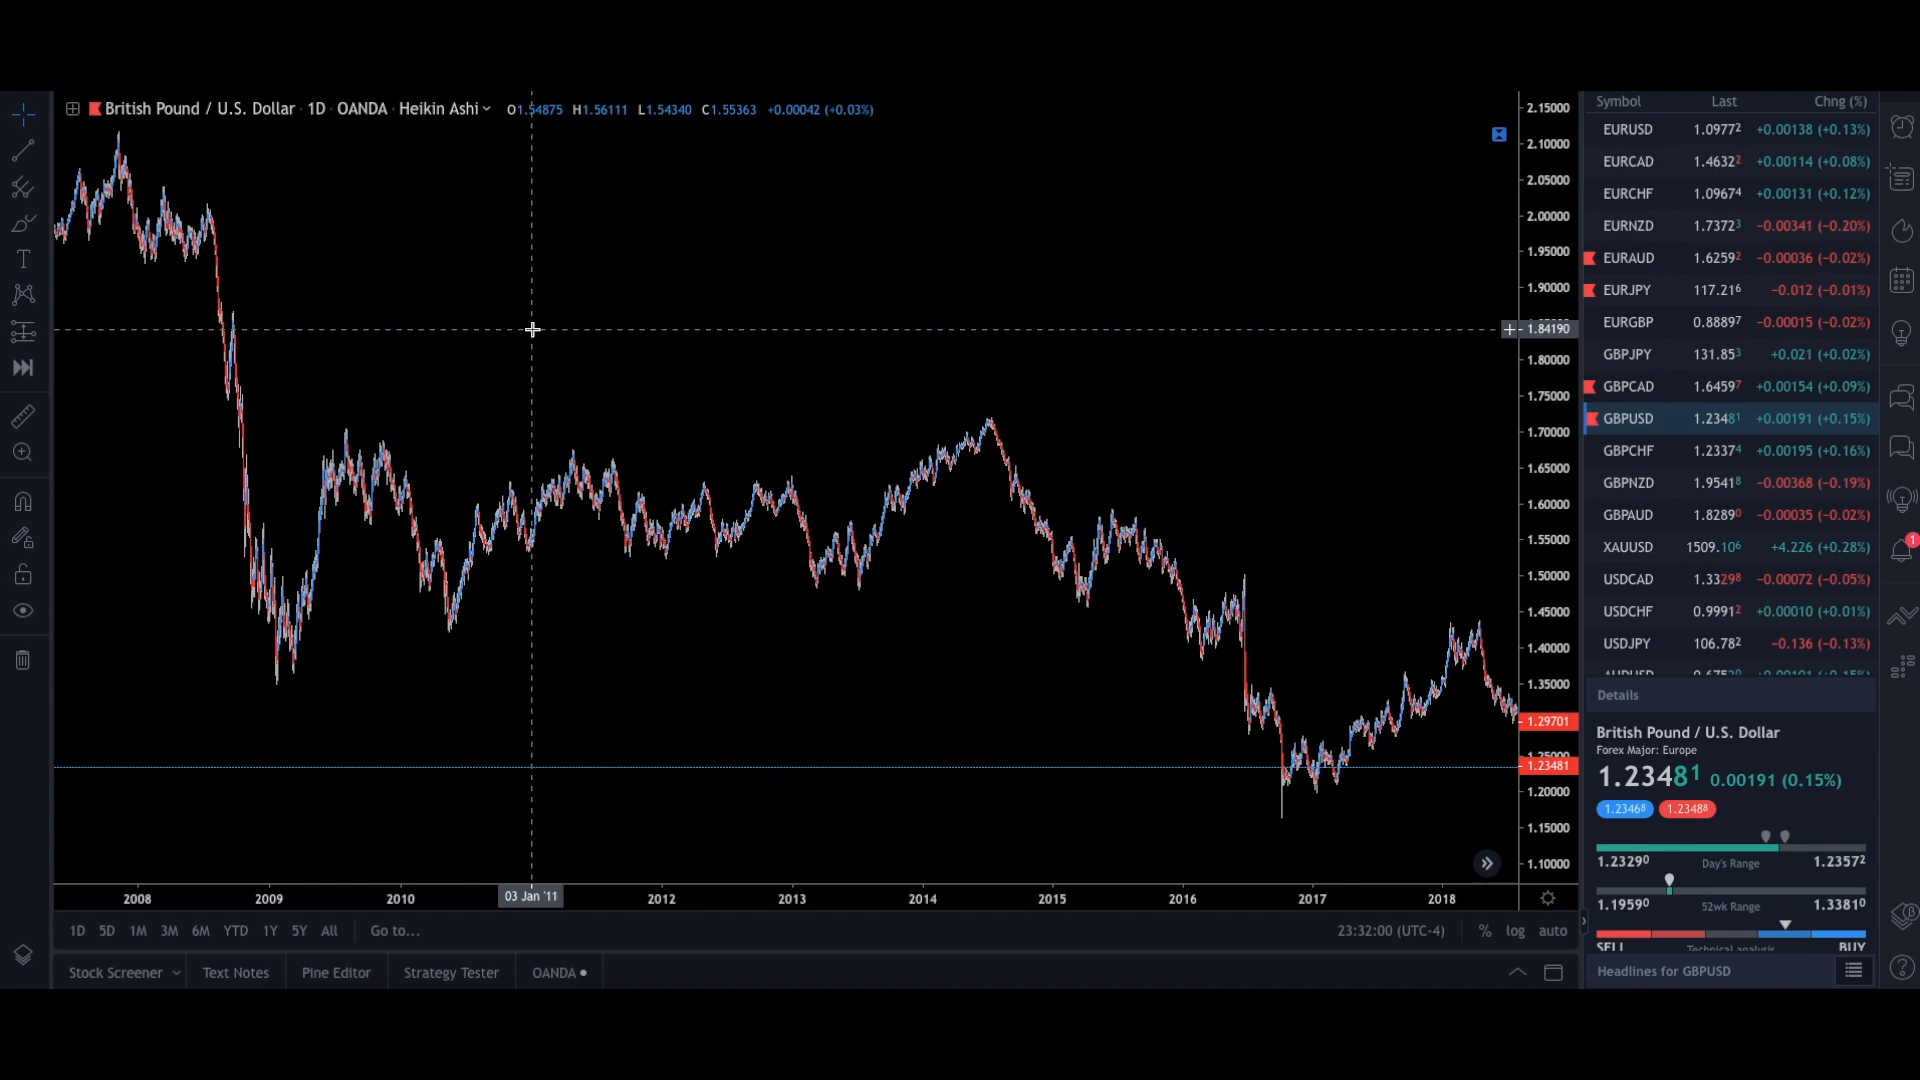 British Pound / U.S. Dollar · 1D · OANDA · Heikin Ashi O1.54875 H1.56111 L1.54340 C1.55363 +0.00042 (+0.03%)
2.15000
2.10000
2.05000
2.00000
1.95000
1.90000
1.84190
1.80000
1.75000
1.70000
1.65000
1.60000
1.55000
1.50000
1.45000
1.40000
1.35000
1.29701
1.25000
1.23481
1.20000
1.15000
1.10000
2008 2009 2010 03 Jan '11 2012 2013 2014 2015 2016 2017 2018
1D 5D 1M 3M 6M YTD 1Y 5Y All Go to... 23:32:00 (UTC-4) % log auto
Stock Screener Text Notes Pine Editor Strategy Tester OANDA
Symbol Last Chng (%)
EURUSD 1.09772 +0.00138 (+0.13%)
EURCAD 1.46322 +0.00114 (+0.08%)
EURCHF 1.09674 +0.00131 (+0.12%)
EURNZD 1.73723 −0.00341 (−0.20%)
EURAUD 1.62592 −0.00036 (−0.02%)
EURJPY 117.216 −0.012 (−0.01%)
EURGBP 0.88897 −0.00015 (−0.02%)
GBPJPY 131.853 +0.021 (+0.02%)
GBPCAD 1.64597 +0.00154 (+0.09%)
GBPUSD 1.23481 +0.00191 (+0.15%)
GBPCHF 1.23374 +0.00195 (+0.16%)
GBPNZD 1.95418 −0.00368 (−0.19%)
GBPAUD 1.82890 −0.00035 (−0.02%)
XAUUSD 1509.106 +4.226 (+0.28%)
USDCAD 1.33298 −0.00072 (−0.05%)
USDCHF 0.99912 +0.00010 (+0.01%)
USDJPY 106.782 −0.136 (−0.13%)
1
Details
British Pound / U.S. Dollar
Forex Major: Europe
1.23481 0.00191 (0.15%)
1.23468 1.23488
1.23290 Day's Range 1.23572
1.19590 52wk Range 1.33810
SELL Technical analysis BUY
Headlines for GBPUSD